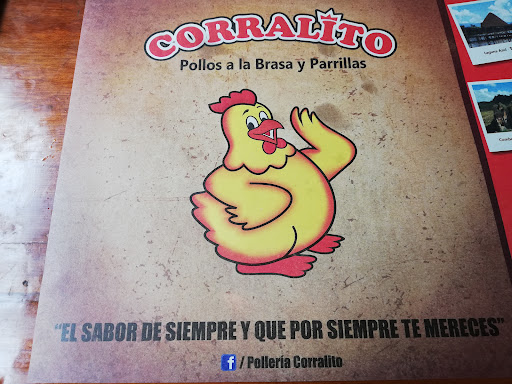 CORRALITO
Pollos a la Brasa y Parrillas
"EL SABOR DE SIEMPRE Y QUE POR SIEMPRE TE MERECES"
f / Pollería Corralito